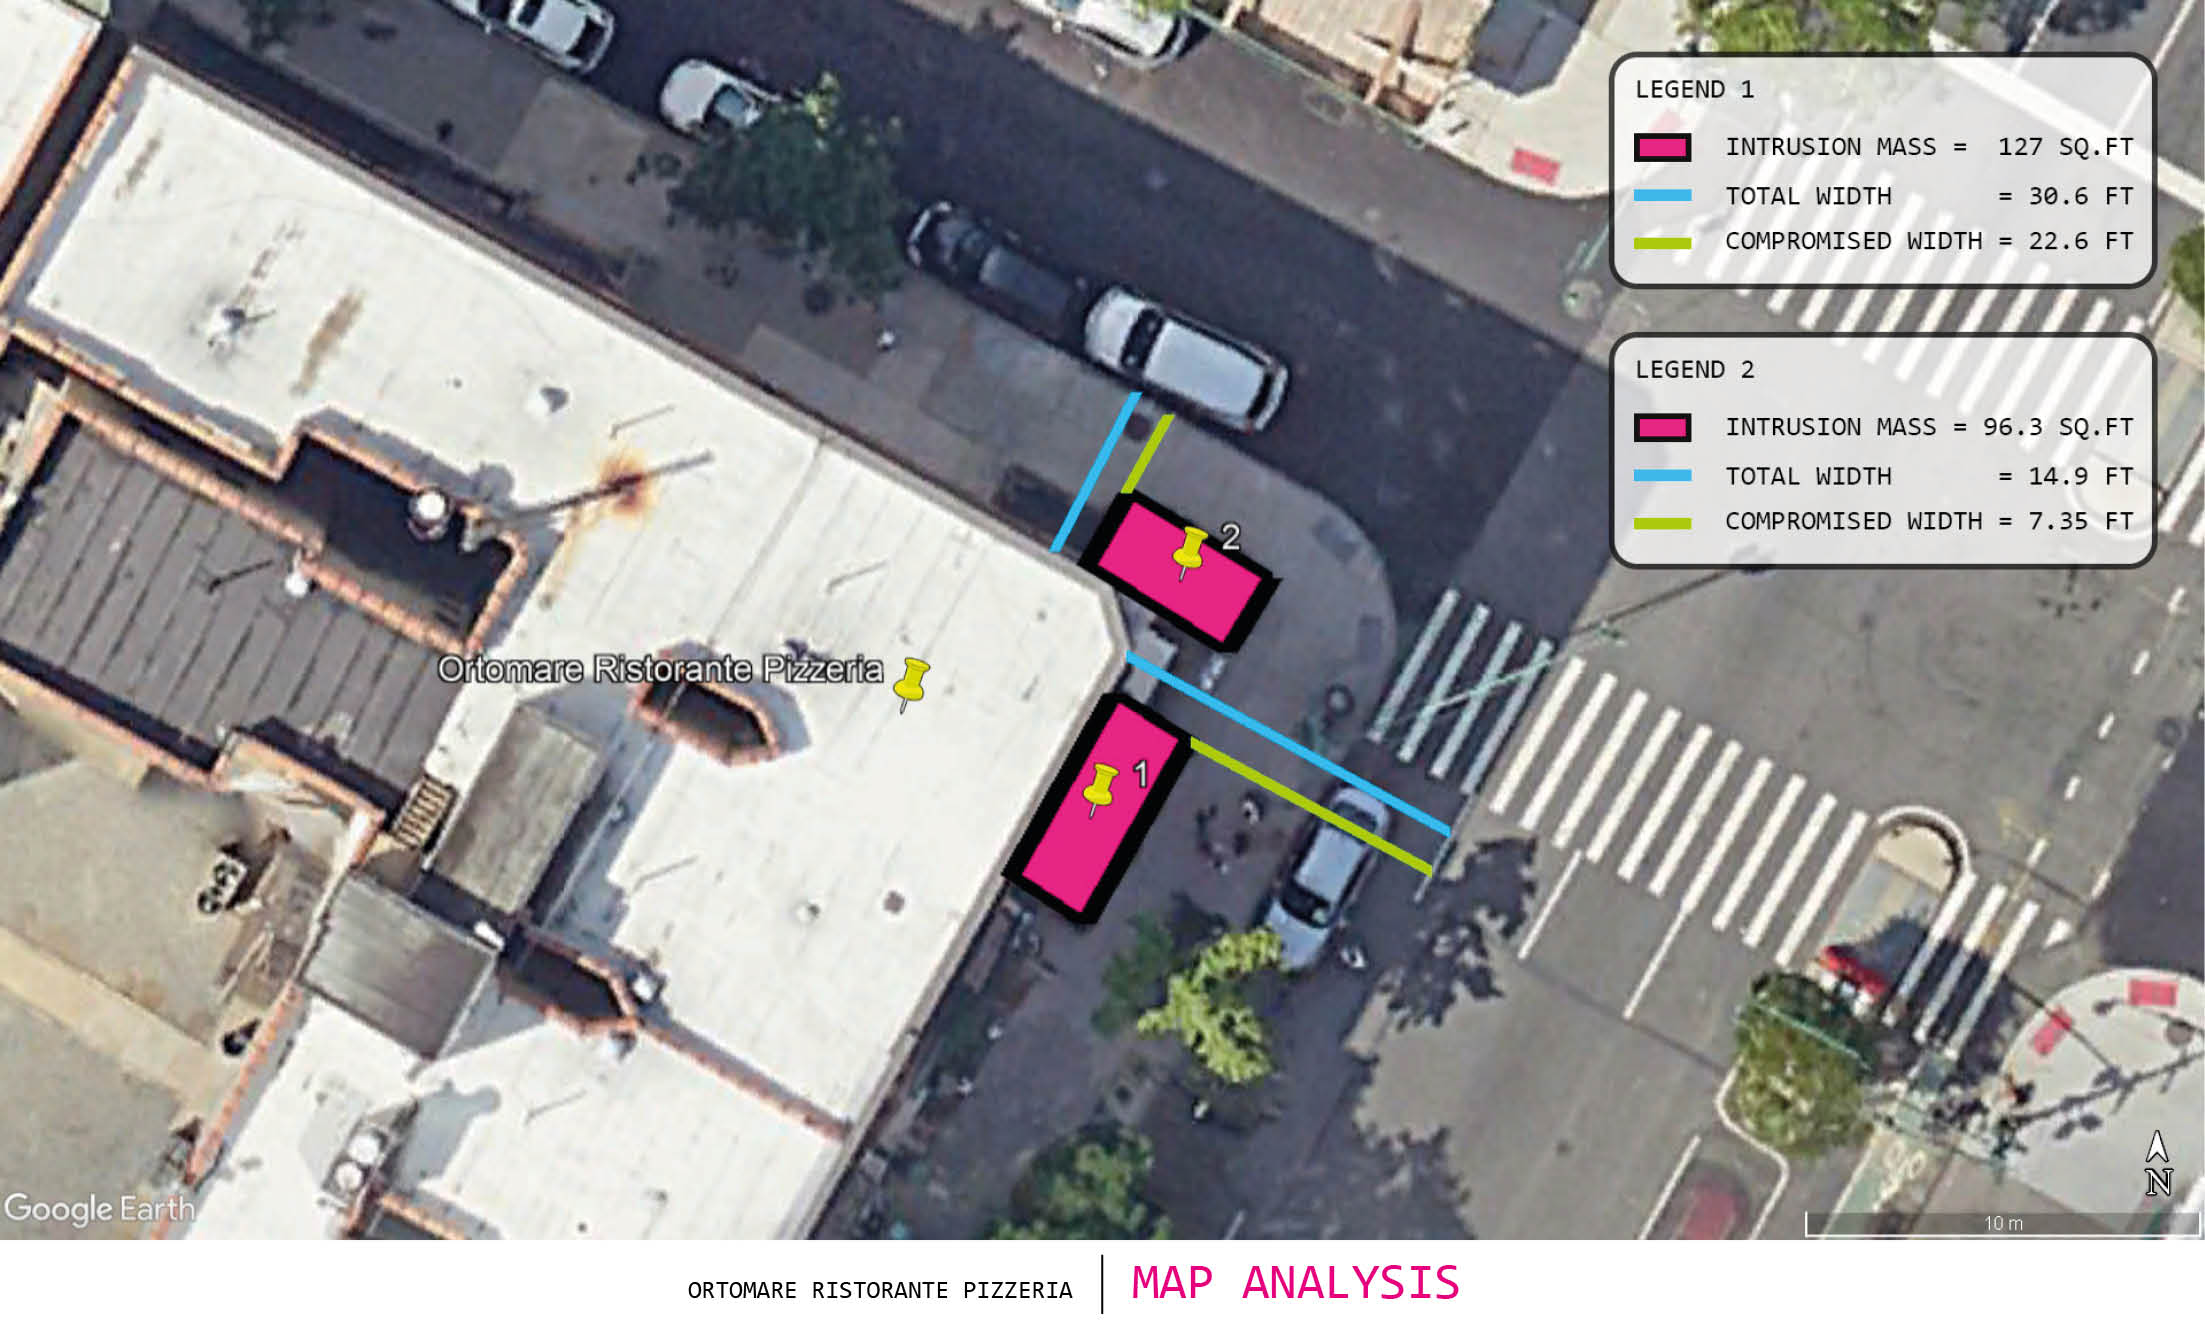 LEGEND 1
INTRUSION MASS = 127 SQ.FT
TOTAL WIDTH = 30.6 FT
COMPROMISED WIDTH = 22.6 FT
LEGEND 2
INTRUSION MASS = 96.3 SQ.FT
TOTAL WIDTH = 14.9 FT
COMPROMISED WIDTH = 7.35 FT
2
Ortomare Ristorante Pizzeria
1
N
Google Earth
10 m
ORTOMARE RISTORANTE PIZZERIA
MAP ANALYSIS